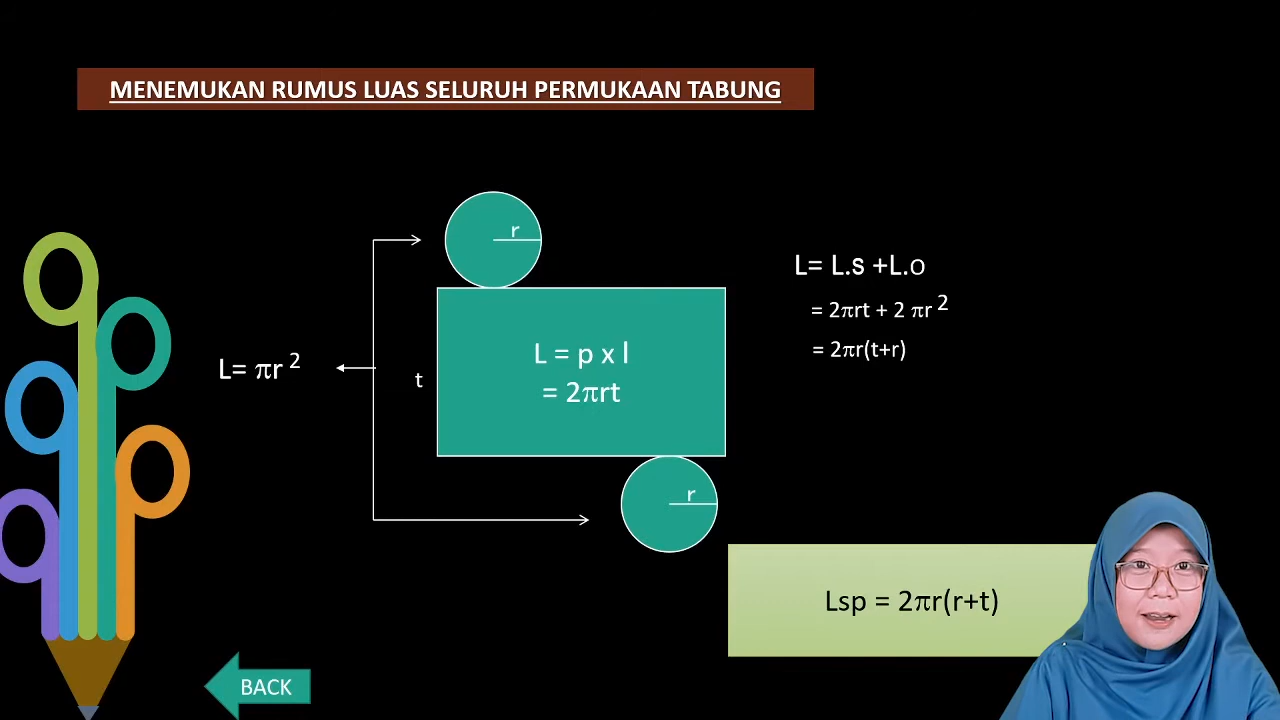 MENEMUKAN RUMUS LUAS SELURUH PERMUKAAN TABUNG
r
L= L.s +L.o
= 2πrt + 2 πr 2
= 2πr(t+r)
L = p x l
= 2πrt
L= πr 2
t
r
Lsp = 2πr(r+t)
BACK